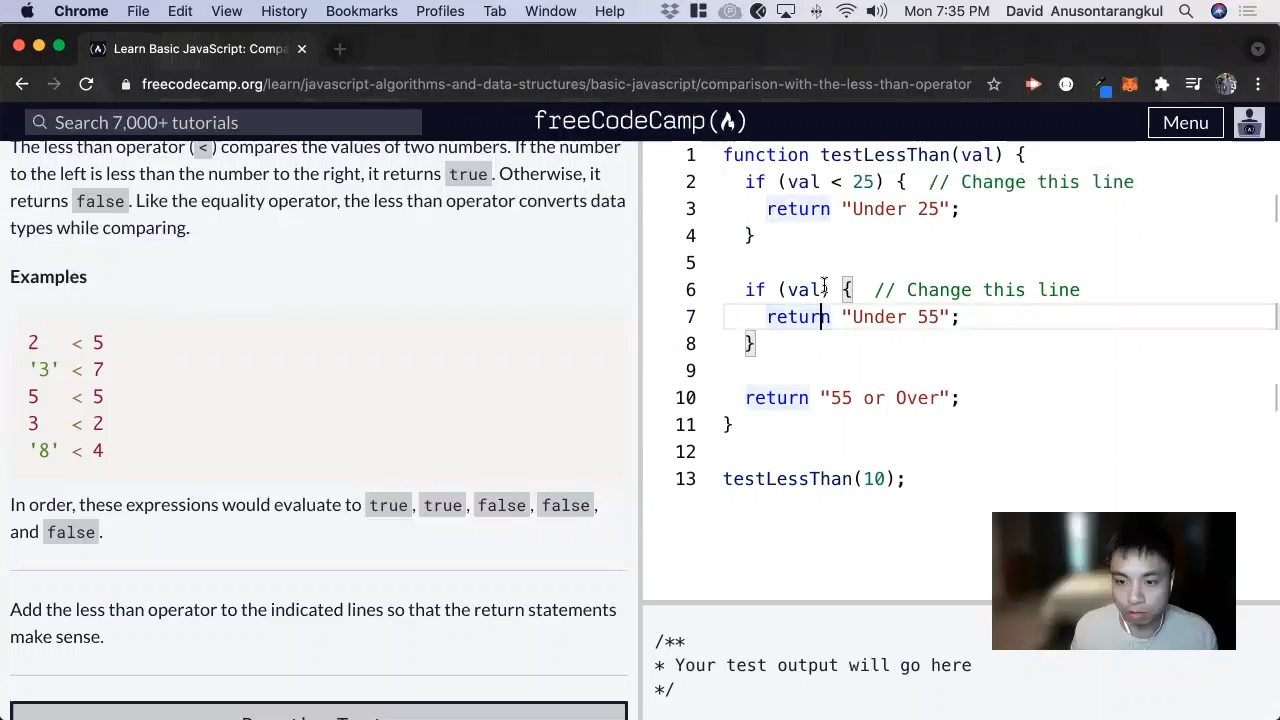 Chrome File Edit View History Bookmarks Profiles Tab Window Help Mon 7:35 PM David Anusontarangkul
Learn Basic JavaScript: Compa
freecodecamp.org/learn/javascript-algorithms-and-data-structures/basic-javascript/comparison-with-the-less-than-operator
Search 7,000+ tutorials
freeCodeCamp
Menu
The less than operator ( < ) compares the values of two numbers. If the number
to the left is less than the number to the right, it returns true. Otherwise, it
returns false. Like the equality operator, the less than operator converts data
types while comparing.
Examples
2 < 5
'3' < 7
5 < 5
3 < 2
'8' < 4
In order, these expressions would evaluate to true, true, false, false,
and false.
Add the less than operator to the indicated lines so that the return statements
make sense.
1 function testLessThan(val) {
2 if (val < 25) { // Change this line
3 return "Under 25";
4 }
5
6 if (val) { // Change this line
7 return "Under 55";
8 }
9
10 return "55 or Over";
11 }
12
13 testLessThan(10);
/**
* Your test output will go here
*/